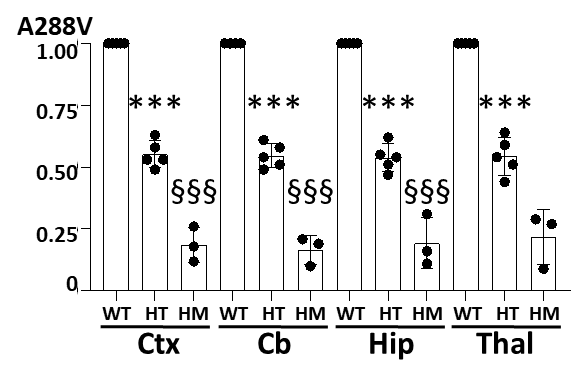 A288V
1.00
0.75
0.50
0.25
0
*** *** *** ***
§§§ §§§ §§§
WT HT HM WT HT HM WT HT HM WT HT HM
Ctx Cb Hip Thal